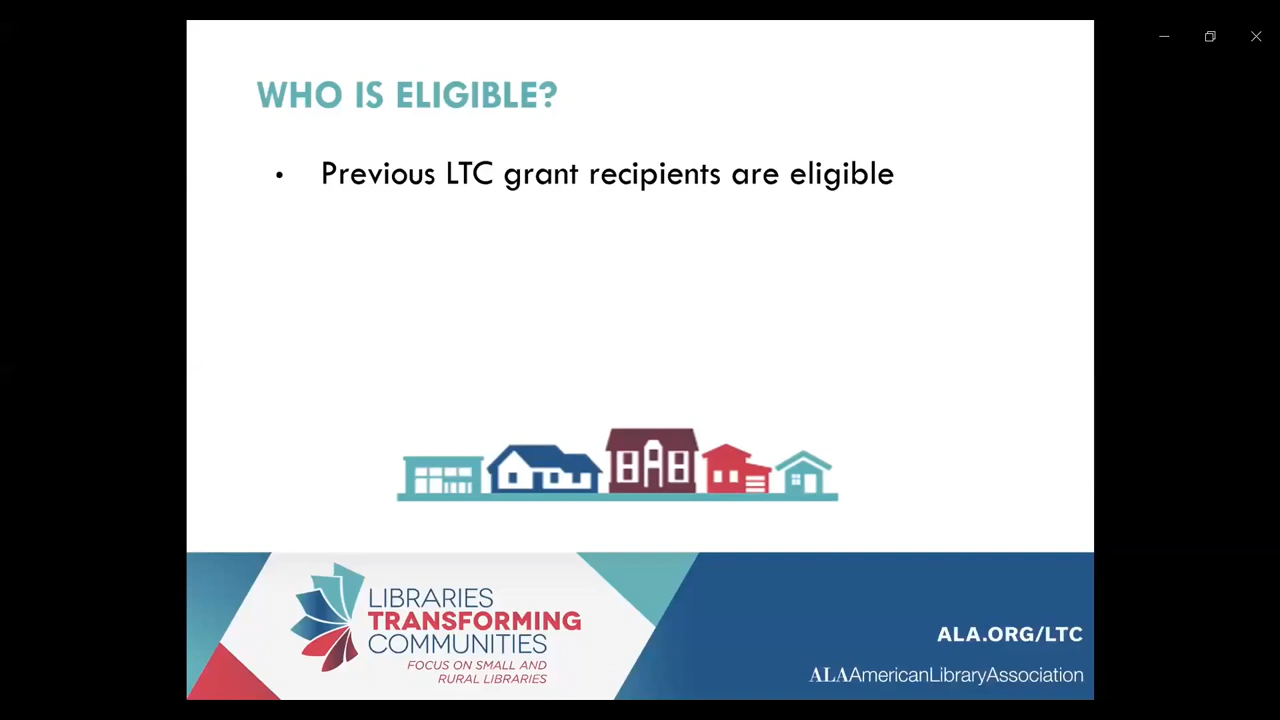 WHO IS ELIGIBLE?
• Previous LTC grant recipients are eligible
LIBRARIES
TRANSFORMING
COMMUNITIES
FOCUS ON SMALL AND
RURAL LIBRARIES
ALA.ORG/LTC
ALAAmericanLibraryAssociation